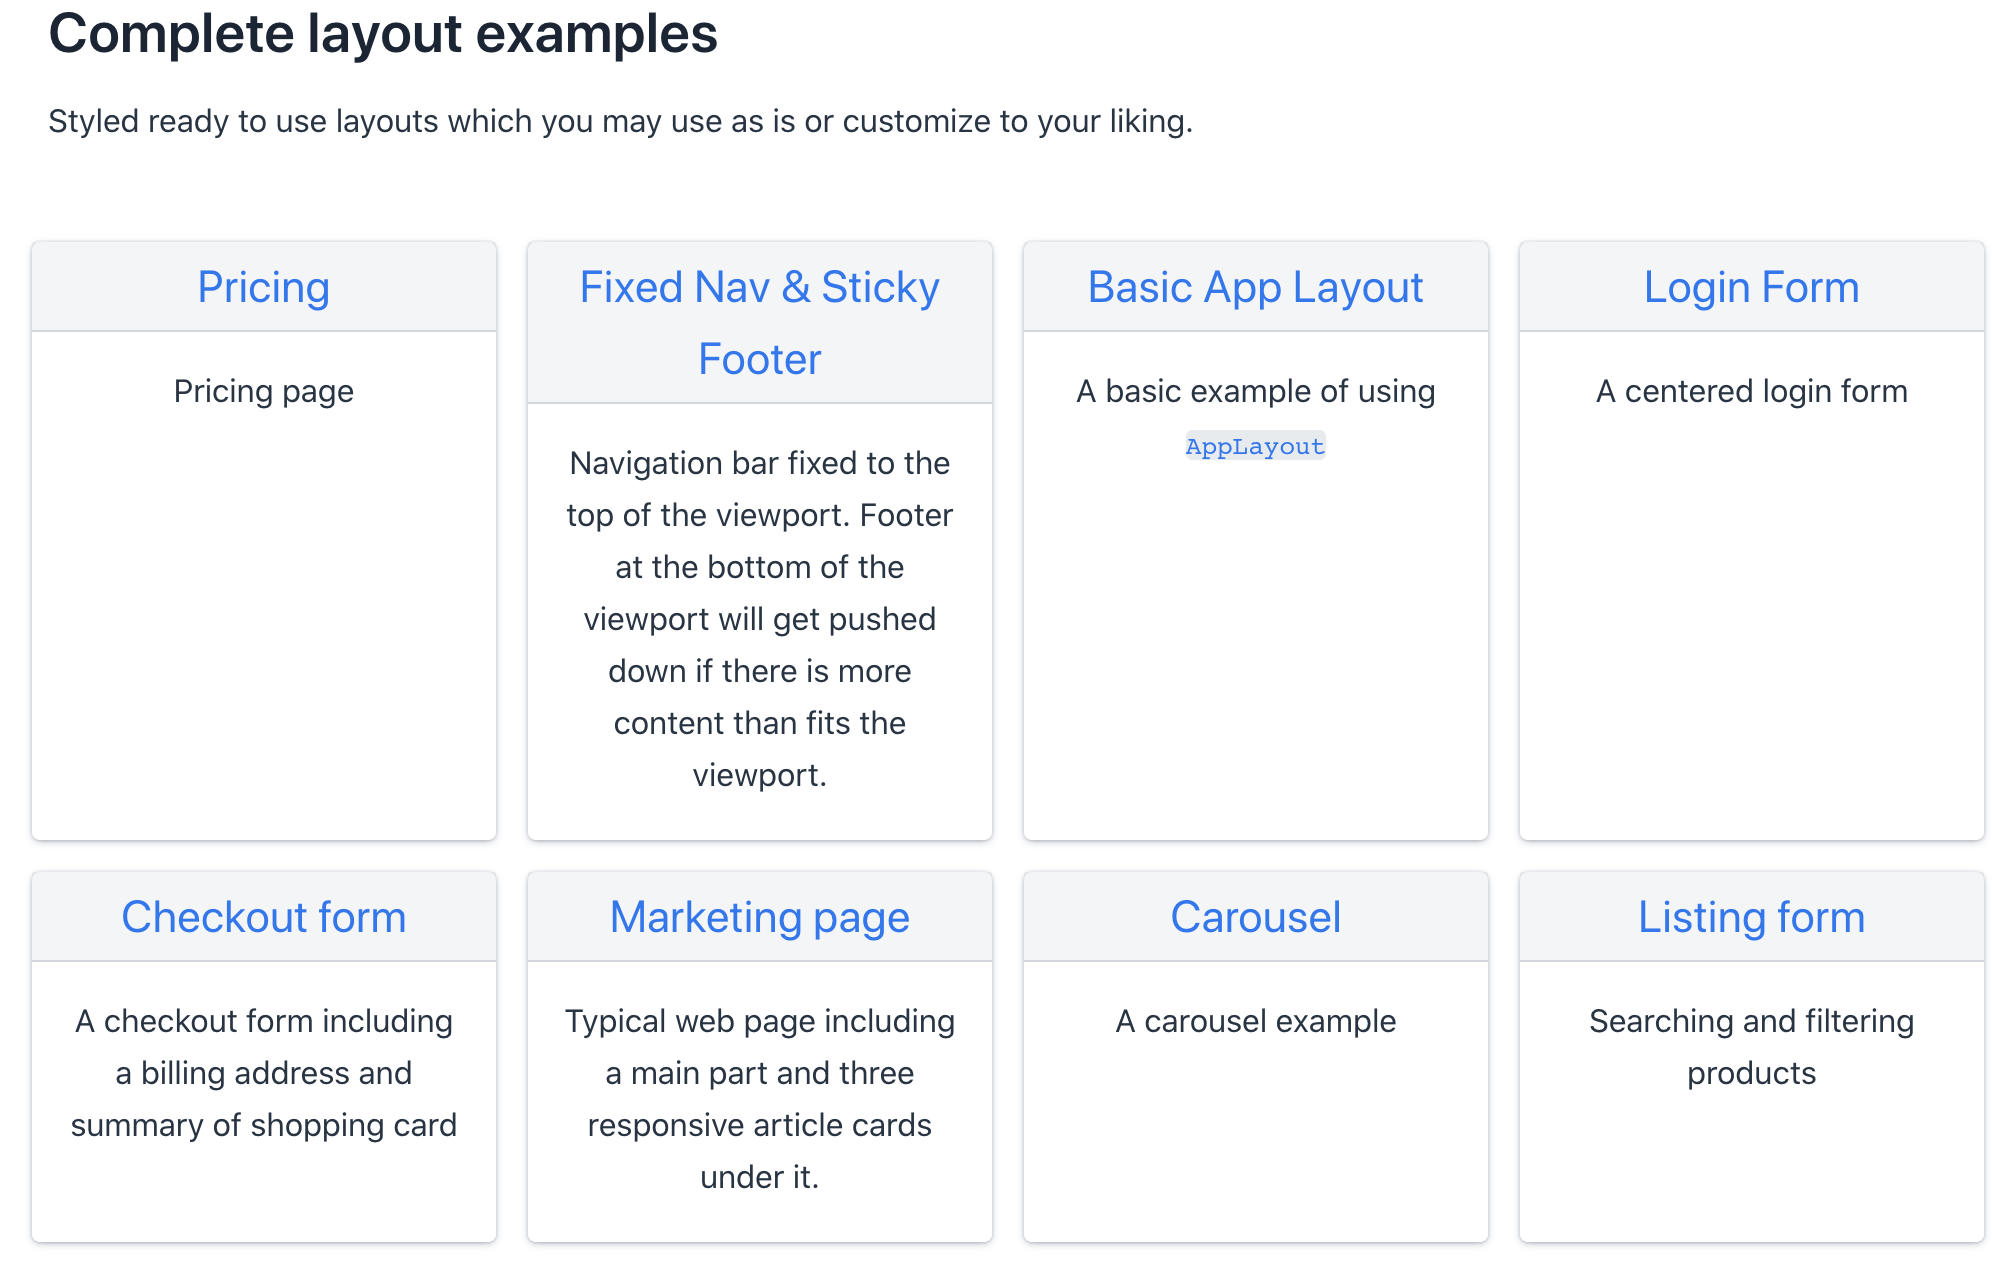 Complete layout examples
Styled ready to use layouts which you may use as is or customize to your liking.
Pricing
Pricing page
Fixed Nav & Sticky
Footer
Navigation bar fixed to the
top of the viewport. Footer
at the bottom of the
viewport will get pushed
down if there is more
content than fits the
viewport.
Basic App Layout
A basic example of using
AppLayout
Login Form
A centered login form
Checkout form
A checkout form including
a billing address and
summary of shopping card
Marketing page
Typical web page including
a main part and three
responsive article cards
under it.
Carousel
A carousel example
Listing form
Searching and filtering
products